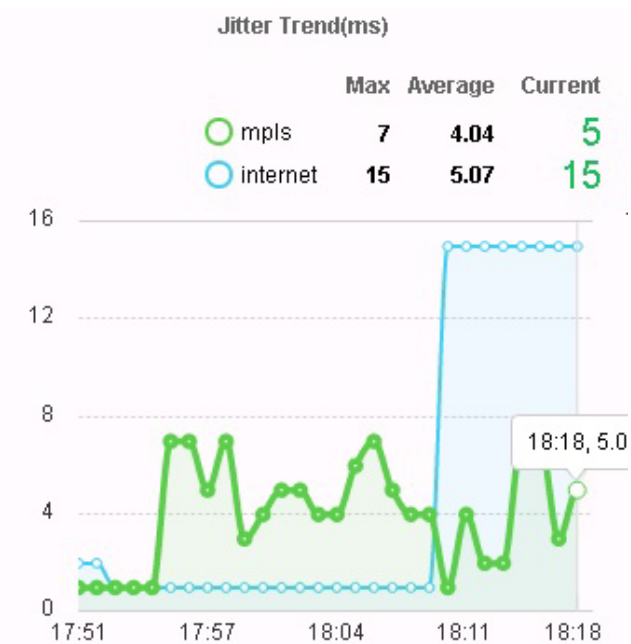 Jitter Trend(ms)
Max Average Current
mpls 7 4.04 5
internet 15 5.07 15
16
12
8
18:18, 5.0
4
0
17:51 17:57 18:04 18:11 18:18